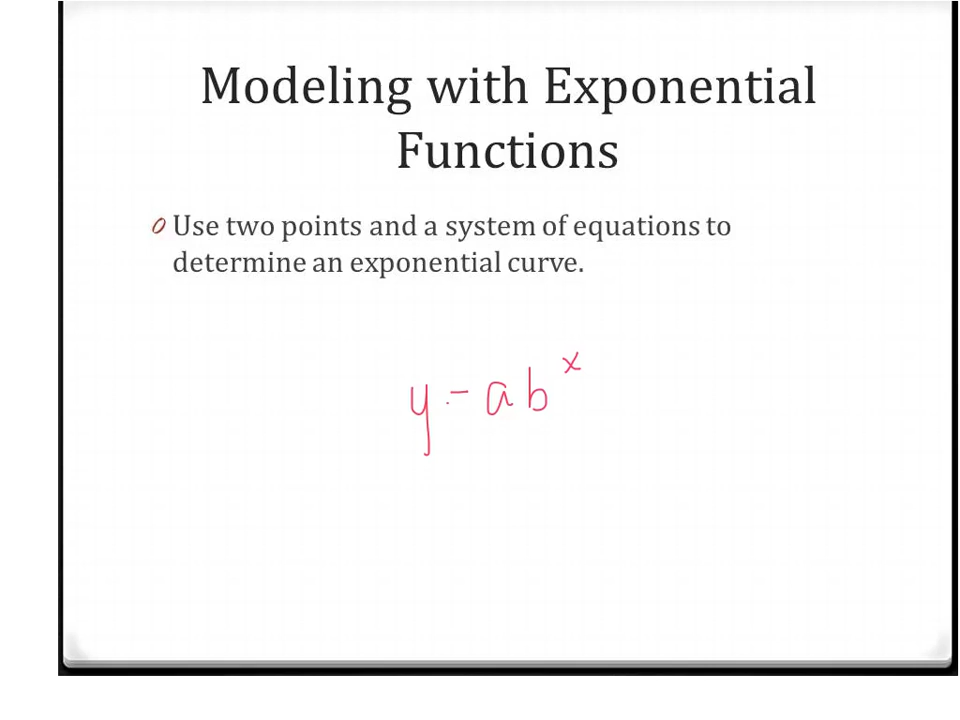 Modeling with Exponential
Functions
Use two points and a system of equations to
determine an exponential curve.
y = ab^x